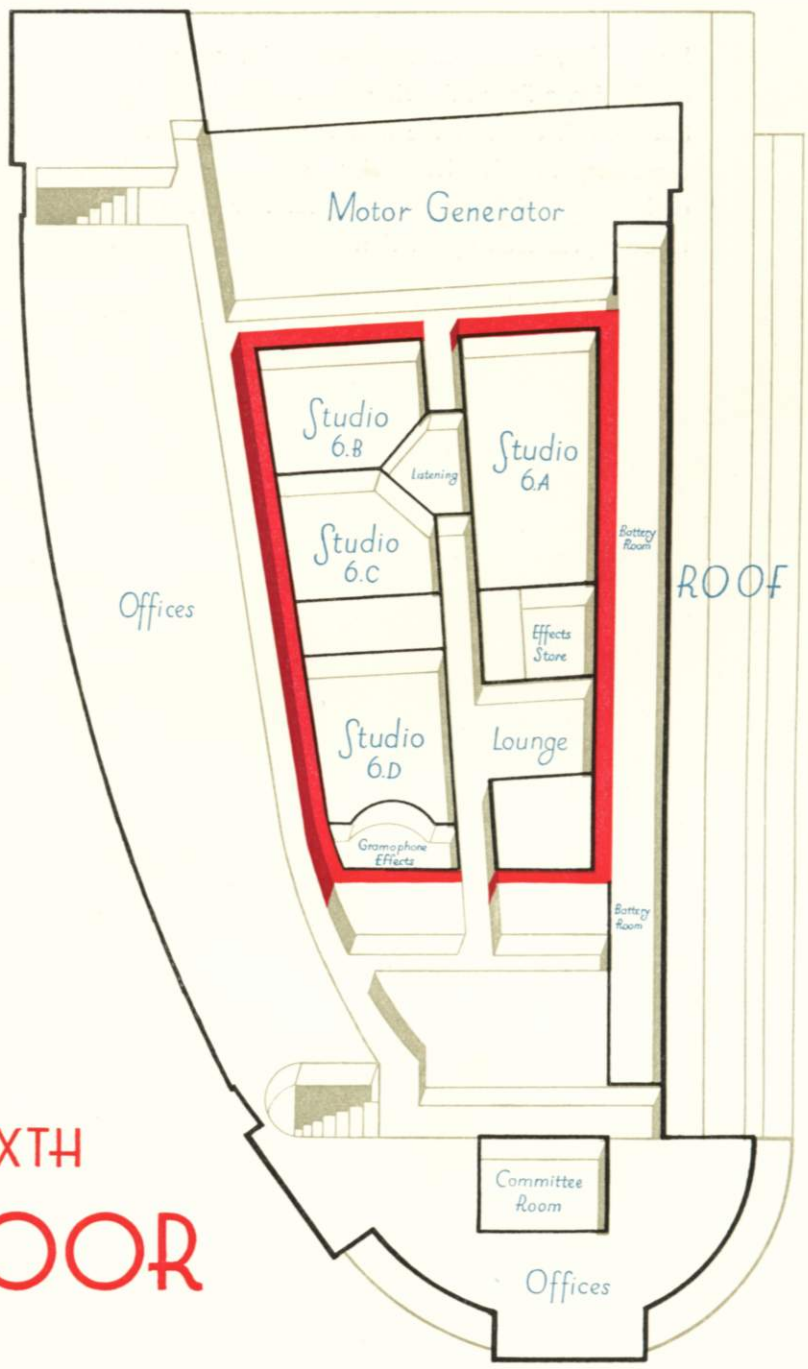 Motor Generator
Studio
6.B
Studio
6.A
Latening
Studio
6.C
Battery
Room
ROOF
Offices
Effects
Store
Studio
6.D
Lounge
Gramophone
Effects
Battery
Room
XTH
OOR
Committee
Room
Offices